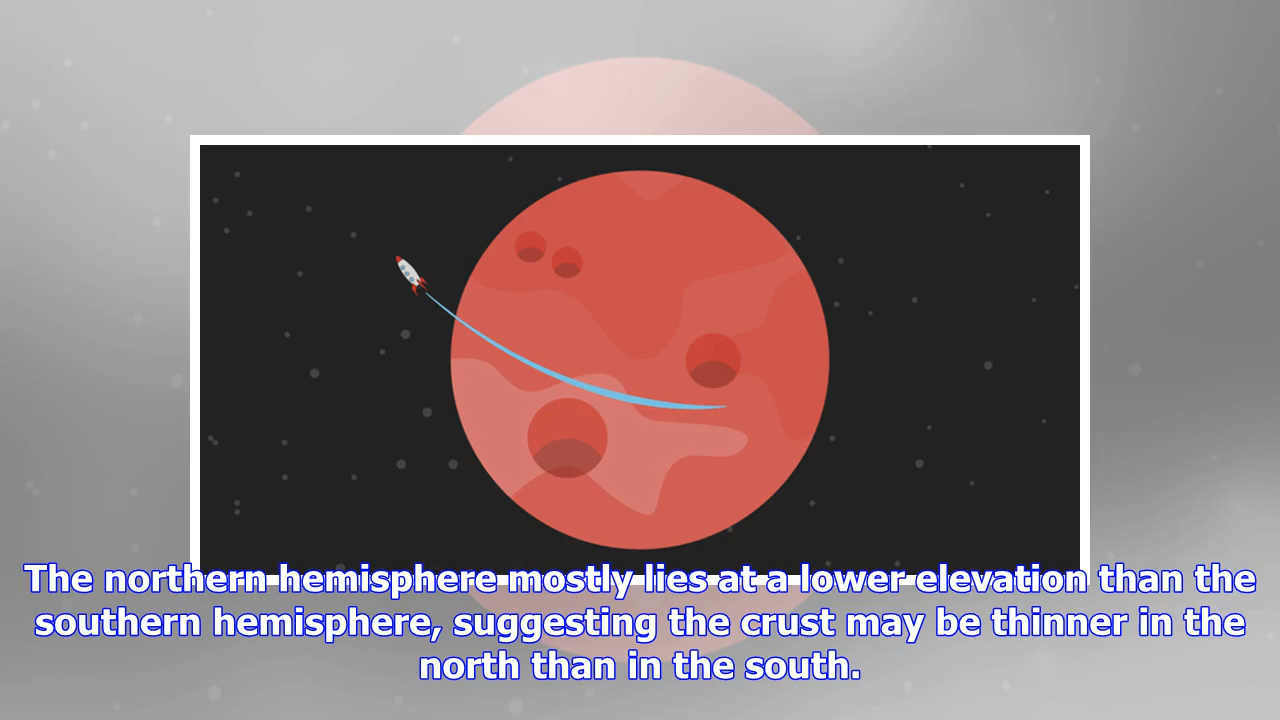 The northern hemisphere mostly lies at a lower elevation than the
southern hemisphere, suggesting the crust may be thinner in the
north than in the south.